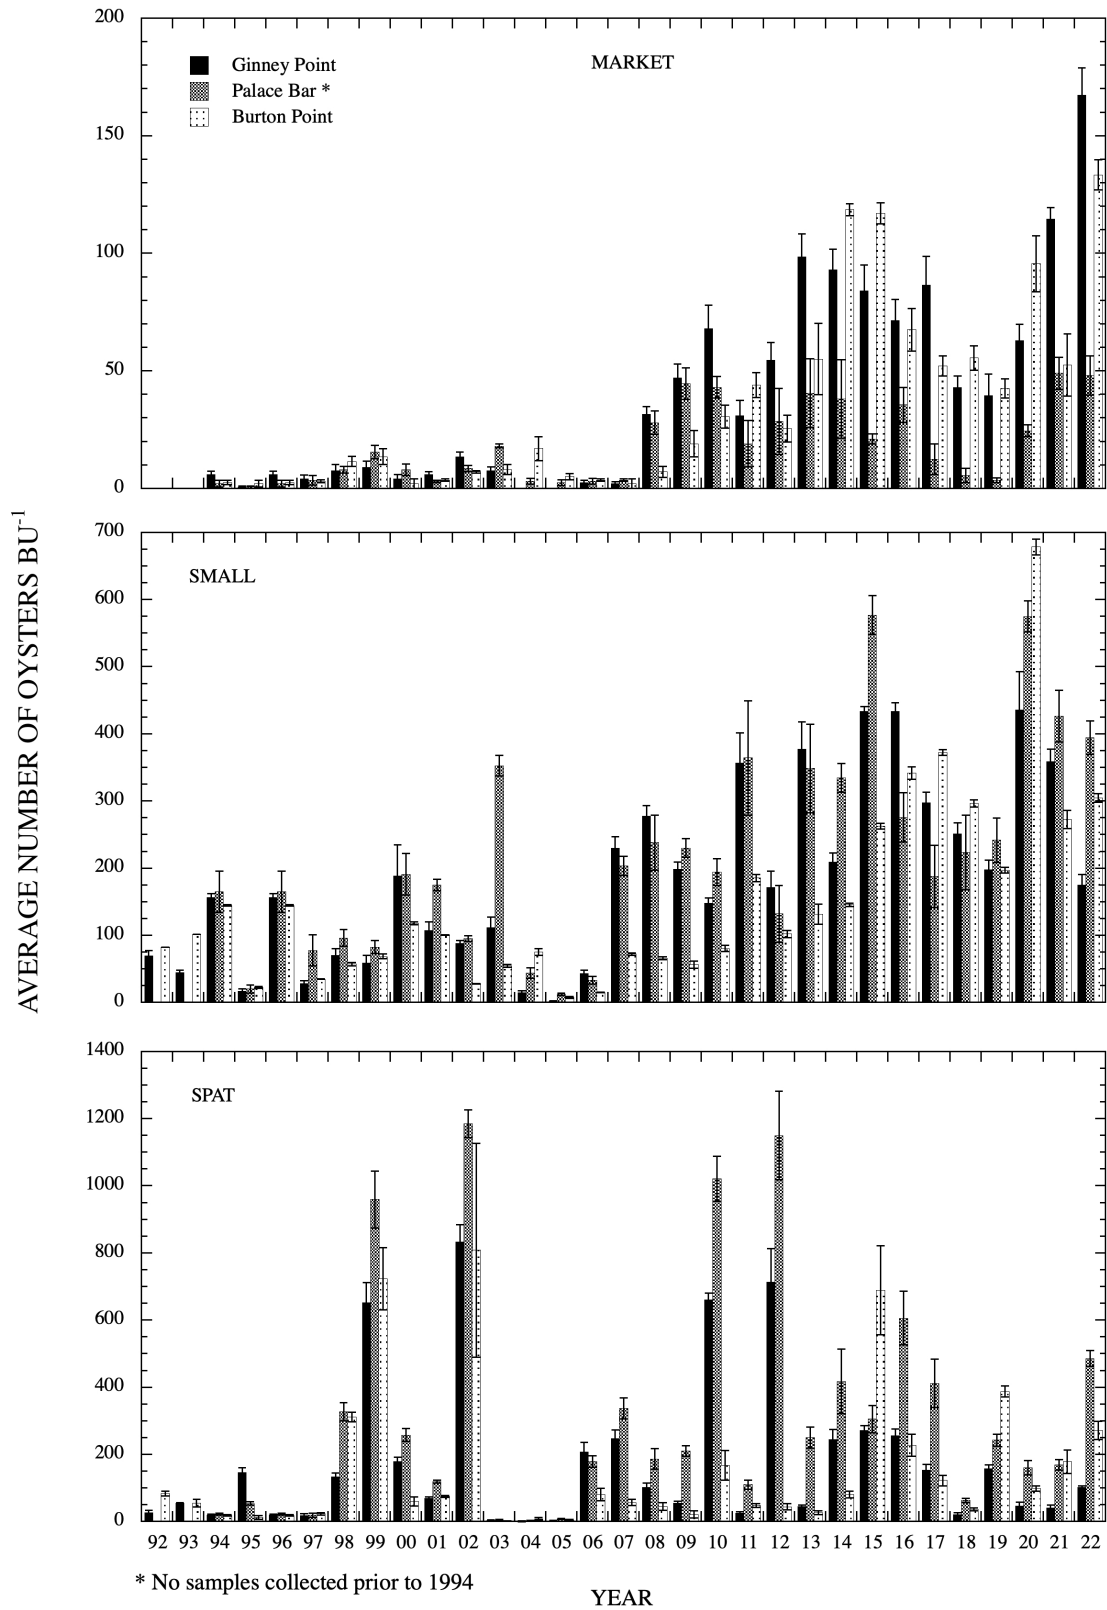 200
150
100
50
0
MARKET
Ginney Point
Palace Bar *
Burton Point
AVERAGE NUMBER OF OYSTERS BU-1
700
600
500
400
300
200
100
0
SMALL
1400
1200
1000
800
600
400
200
0
SPAT
92 93 94 95 96 97 98 99 00 01 02 03 04 05 06 07 08 09 10 11 12 13 14 15 16 17 18 19 20 21 22
* No samples collected prior to 1994
YEAR